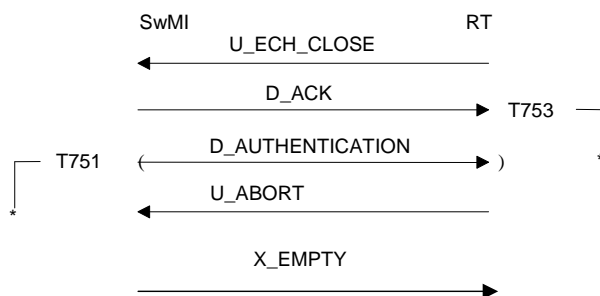 SwMI RT
U_ECH_CLOSE
D_ACK
T753
D_AUTHENTICATION
T751 ( )
*
U_ABORT
*
X_EMPTY